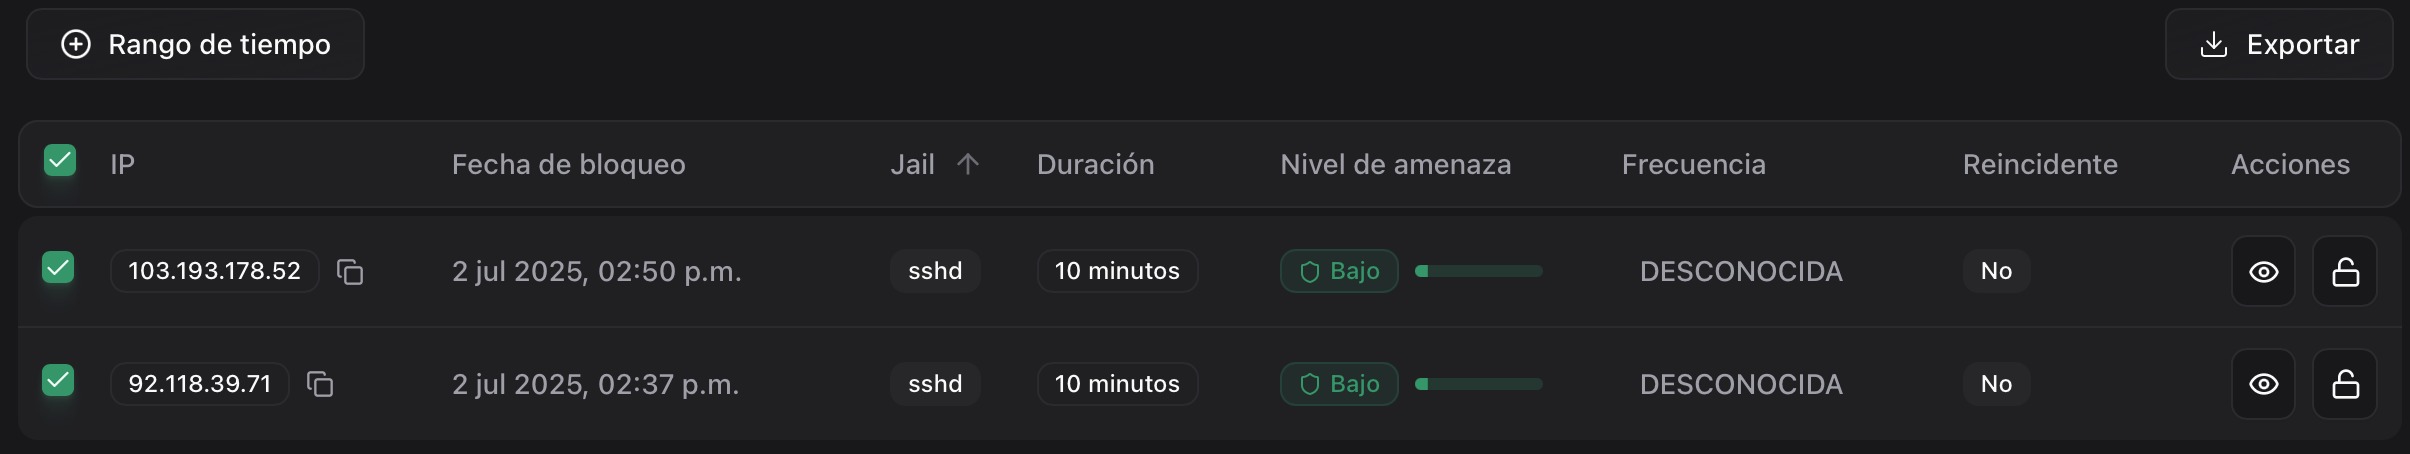 Rango de tiempo Exportar
IP Fecha de bloqueo Jail Duración Nivel de amenaza Frecuencia Reincidente Acciones
103.193.178.52 2 jul 2025, 02:50 p.m. sshd 10 minutos Bajo DESCONOCIDA No
92.118.39.71 2 jul 2025, 02:37 p.m. sshd 10 minutos Bajo DESCONOCIDA No